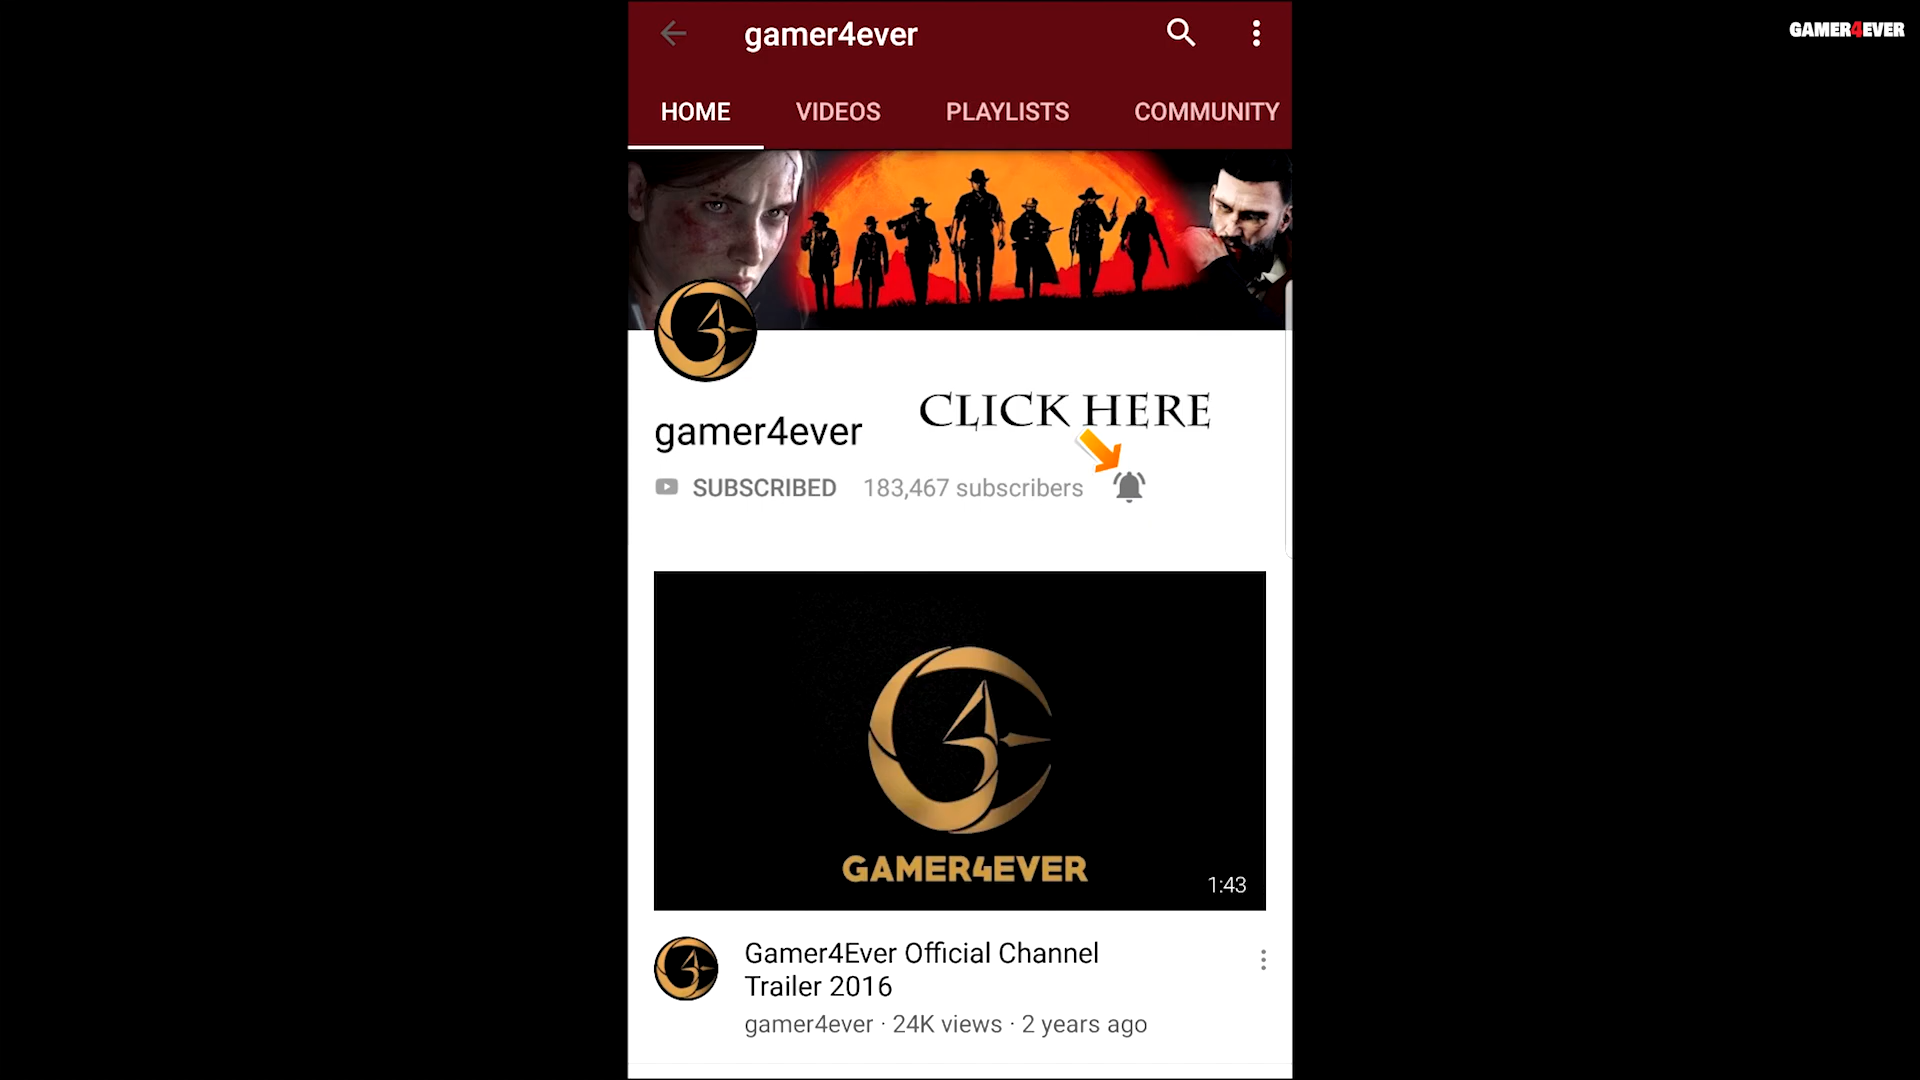 gamer4ever
GAMER4EVER
HOME VIDEOS PLAYLISTS COMMUNITY
CLICK HERE
gamer4ever
SUBSCRIBED 183,467 subscribers
GAMER4EVER
1:43
Gamer4Ever Official Channel
Trailer 2016
gamer4ever · 24K views · 2 years ago